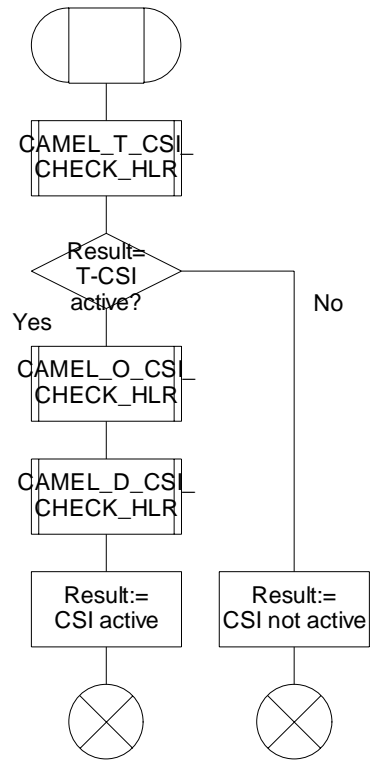 CAMEL_T_CSI_
CHECK_HLR
Result=
T-CSI
active?
No
Yes
CAMEL_O_CSI_
CHECK_HLR
CAMEL_D_CSI_
CHECK_HLR
Result:=
CSI active
Result:=
CSI not active